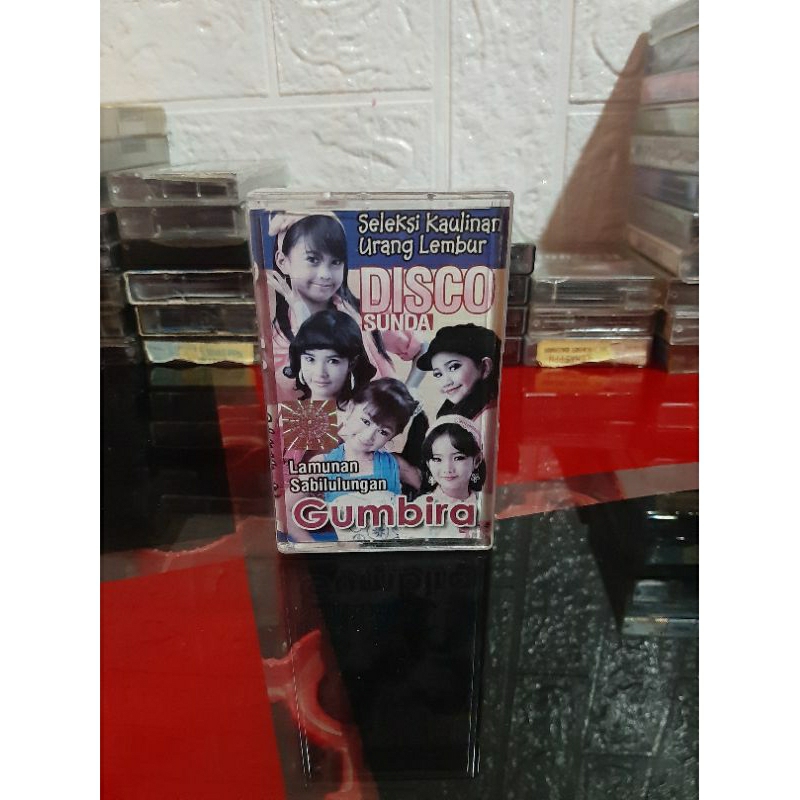 Seleksi Kaulinan
Urang Lembur
DISCO
SUNDA
Lamunan
Sabilulungan
Gumbira